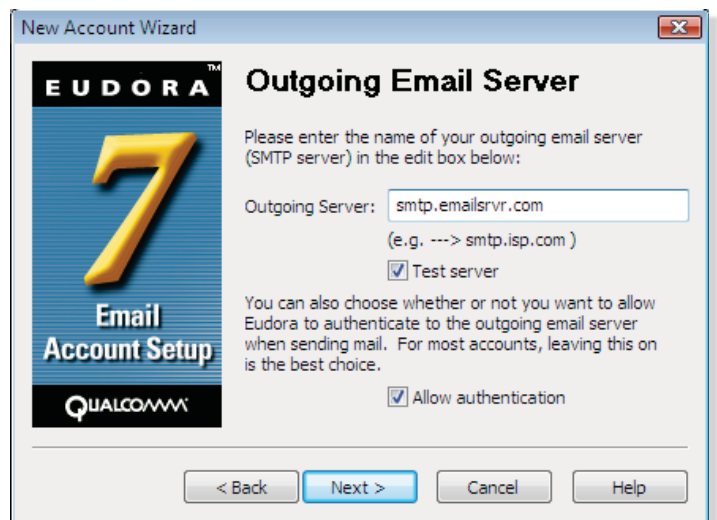 New Account Wizard
EUDORA™
7
Email
Account Setup
QUALCOMM
Outgoing Email Server
Please enter the name of your outgoing email server
(SMTP server) in the edit box below:
Outgoing Server: smtp.emailsrvr.com
(e.g. ---> smtp.isp.com )
Test server
You can also choose whether or not you want to allow
Eudora to authenticate to the outgoing email server
when sending mail. For most accounts, leaving this on
is the best choice.
Allow authentication
< Back Next > Cancel Help